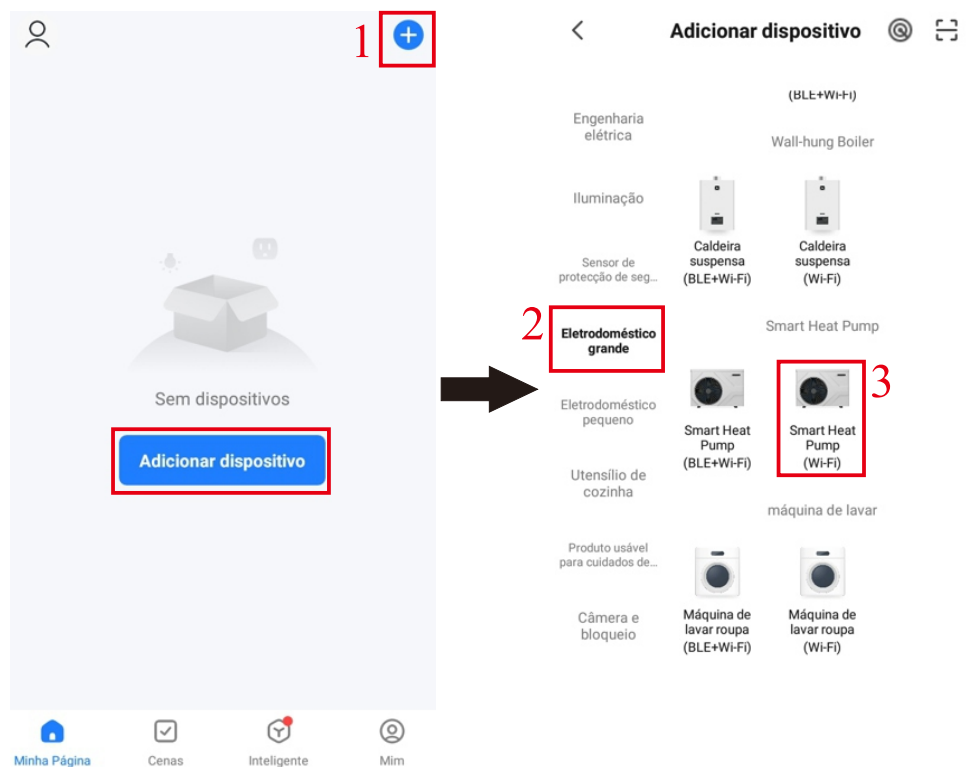 1
Sem dispositivos
Adicionar dispositivo
Minha Página
Cenas
Inteligente
Mim
Adicionar dispositivo
Engenharia
elétrica
Iluminação
Sensor de
protecção de seg...
2
Eletrodoméstico
grande
Eletrodoméstico
pequeno
Utensílio de
cozinha
Produto usável
para cuidados de...
Câmera e
bloqueio
(BLE+Wi-Fi)
Wall-hung Boiler
Caldeira
suspensa
(BLE+Wi-Fi)
Caldeira
suspensa
(Wi-Fi)
Smart Heat Pump
Smart Heat
Pump
(BLE+Wi-Fi)
3
Smart Heat
Pump
(Wi-Fi)
máquina de lavar
Máquina de
lavar roupa
(BLE+Wi-Fi)
Máquina de
lavar roupa
(Wi-Fi)